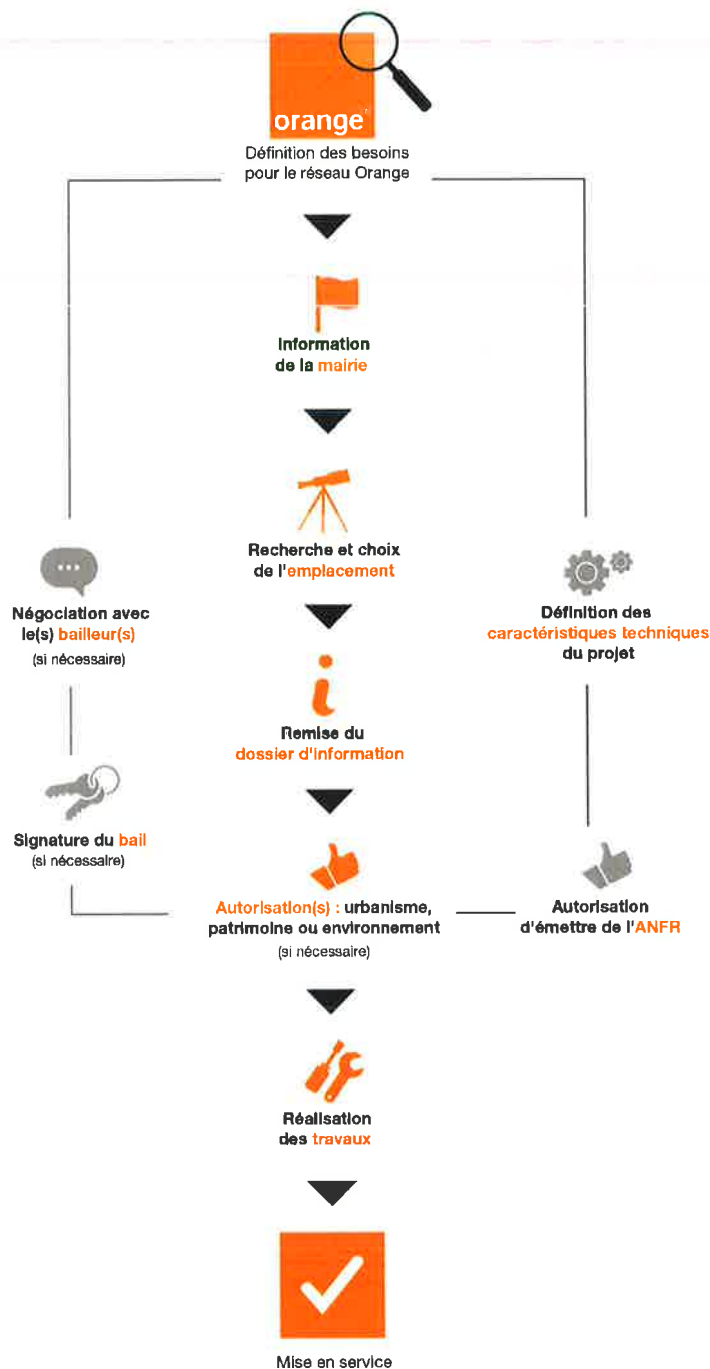 orange
Définition des besoins
pour le réseau Orange
Information
de la mairie
Recherche et choix
de l'emplacement
Négociation avec
le(s) bailleur(s)
(si nécessaire)
Définition des
caractéristiques techniques
du projet
Remise du
dossier d'information
Signature du bail
(si nécessaire)
Autorisation(s) : urbanisme,
patrimoine ou environnement
(si nécessaire)
Autorisation
d'émettre de l'ANFR
Réalisation
des travaux
Mise en service